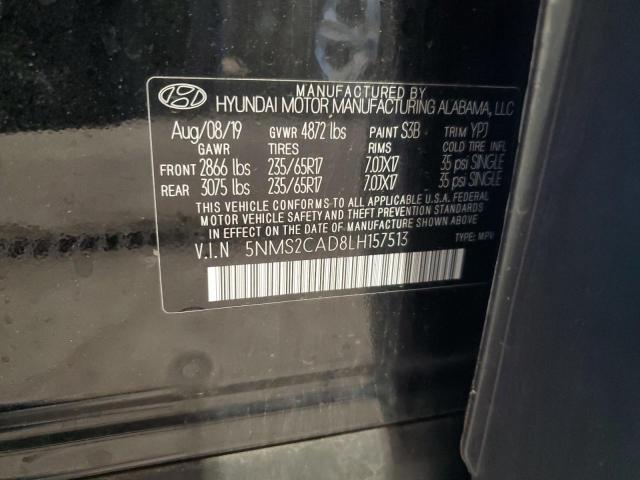 MANUFACTURED BY
HYUNDAI MOTOR MANUFACTURING ALABAMA, LLC
Aug/08/19 GVWR 4872 lbs PAINT S3B TRIM YPJ
GAWR TIRES RIMS COLD TIRE INFL
FRONT 2866 lbs 235/65R17 7.0JX17 35 psi SINGLE
REAR 3075 lbs 235/65R17 7.0JX17 35 psi SINGLE
THIS VEHICLE CONFORMS TO ALL APPLICABLE U.S.A. FEDERAL
MOTOR VEHICLE SAFETY STANDARDS AND THEFT PREVENTION STANDARDS
IN EFFECT ON THE DATE OF MANUFACTURE SHOWN ABOVE.
V.I.N 5NMS2CAD8LH157513 TYPE: MPV